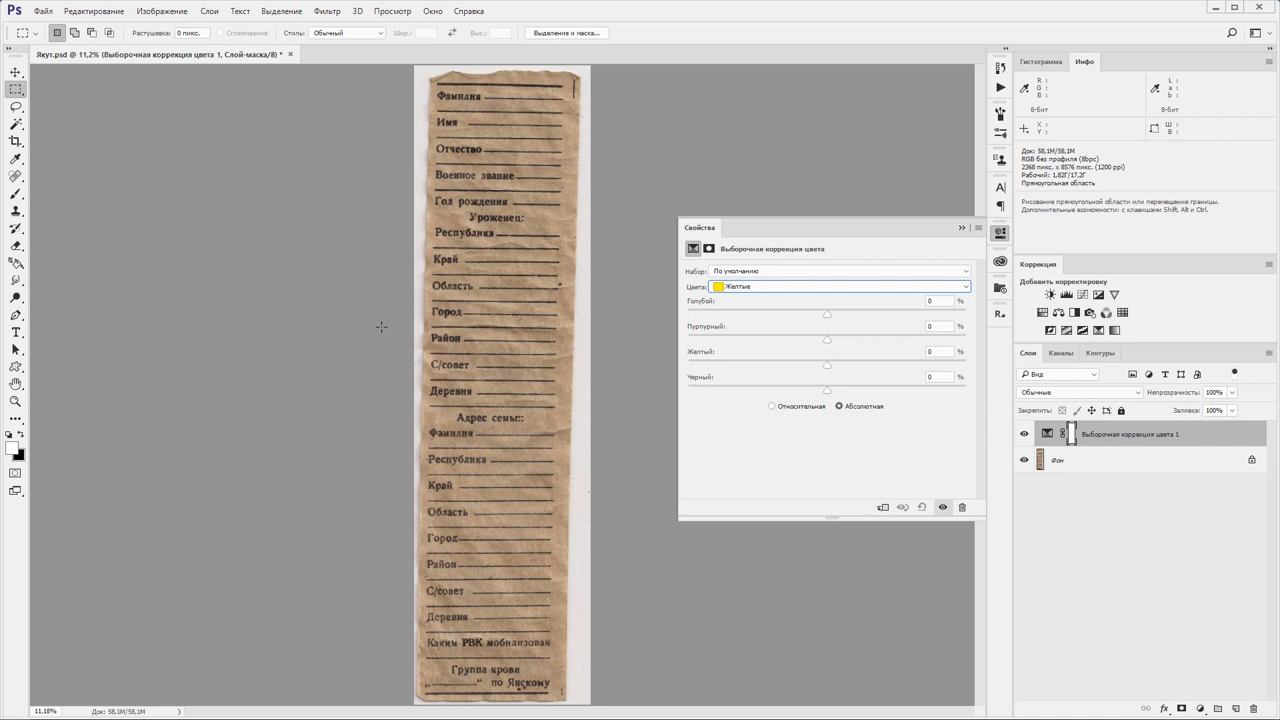 Ps Файл Редактирование Изображение Слои Текст Выделение Фильтр 3D Просмотр Окно Справка
Растушевка: 0 пикс. Сглаживание Стиль: Обычный Шир.: Выс.: Выделение и маска...
Якут.psd @ 11,2% (Выборочная коррекция цвета 1, Слой-маска/8) * ×
Фамилия
Имя
Отчество
Военное звание
Год рождения
Уроженец:
Республика
Край
Область
Город
Район
С/совет
Деревня
Адрес семьи:
Фамилия
Республика
Край
Область
Город
Район
С/совет
Деревня
Каким РВК мобилизован
Группа крови
„ “ по Янскому
Свойства
Выборочная коррекция цвета
Набор: По умолчанию
Цвета: Желтые
Голубой: 0 %
Пурпурный: 0 %
Желтый: 0 %
Черный: 0 %
Относительная Абсолютная
Гистограмма Инфо
R : L :
G : a :
B : b :
8-бит 8-бит
X : Ш :
Y : В :
Док: 58,1M/58,1M
RGB без профиля (8bpc)
2368 пикс. x 8576 пикс. (1200 ppi)
Рабочий: 1,82Г/17,2Г
Прямоугольная область
Рисование прямоугольной области или перемещение границы.
Дополнительные возможности: с клавишами Shift, Alt и Ctrl.
Коррекция
Добавить корректировку
Слои Каналы Контуры
Вид
Обычные Непрозрачность: 100%
Закрепить: Заливка: 100%
Выборочная коррекция цвета 1
Фон
11,18% Док: 58,1M/58,1M